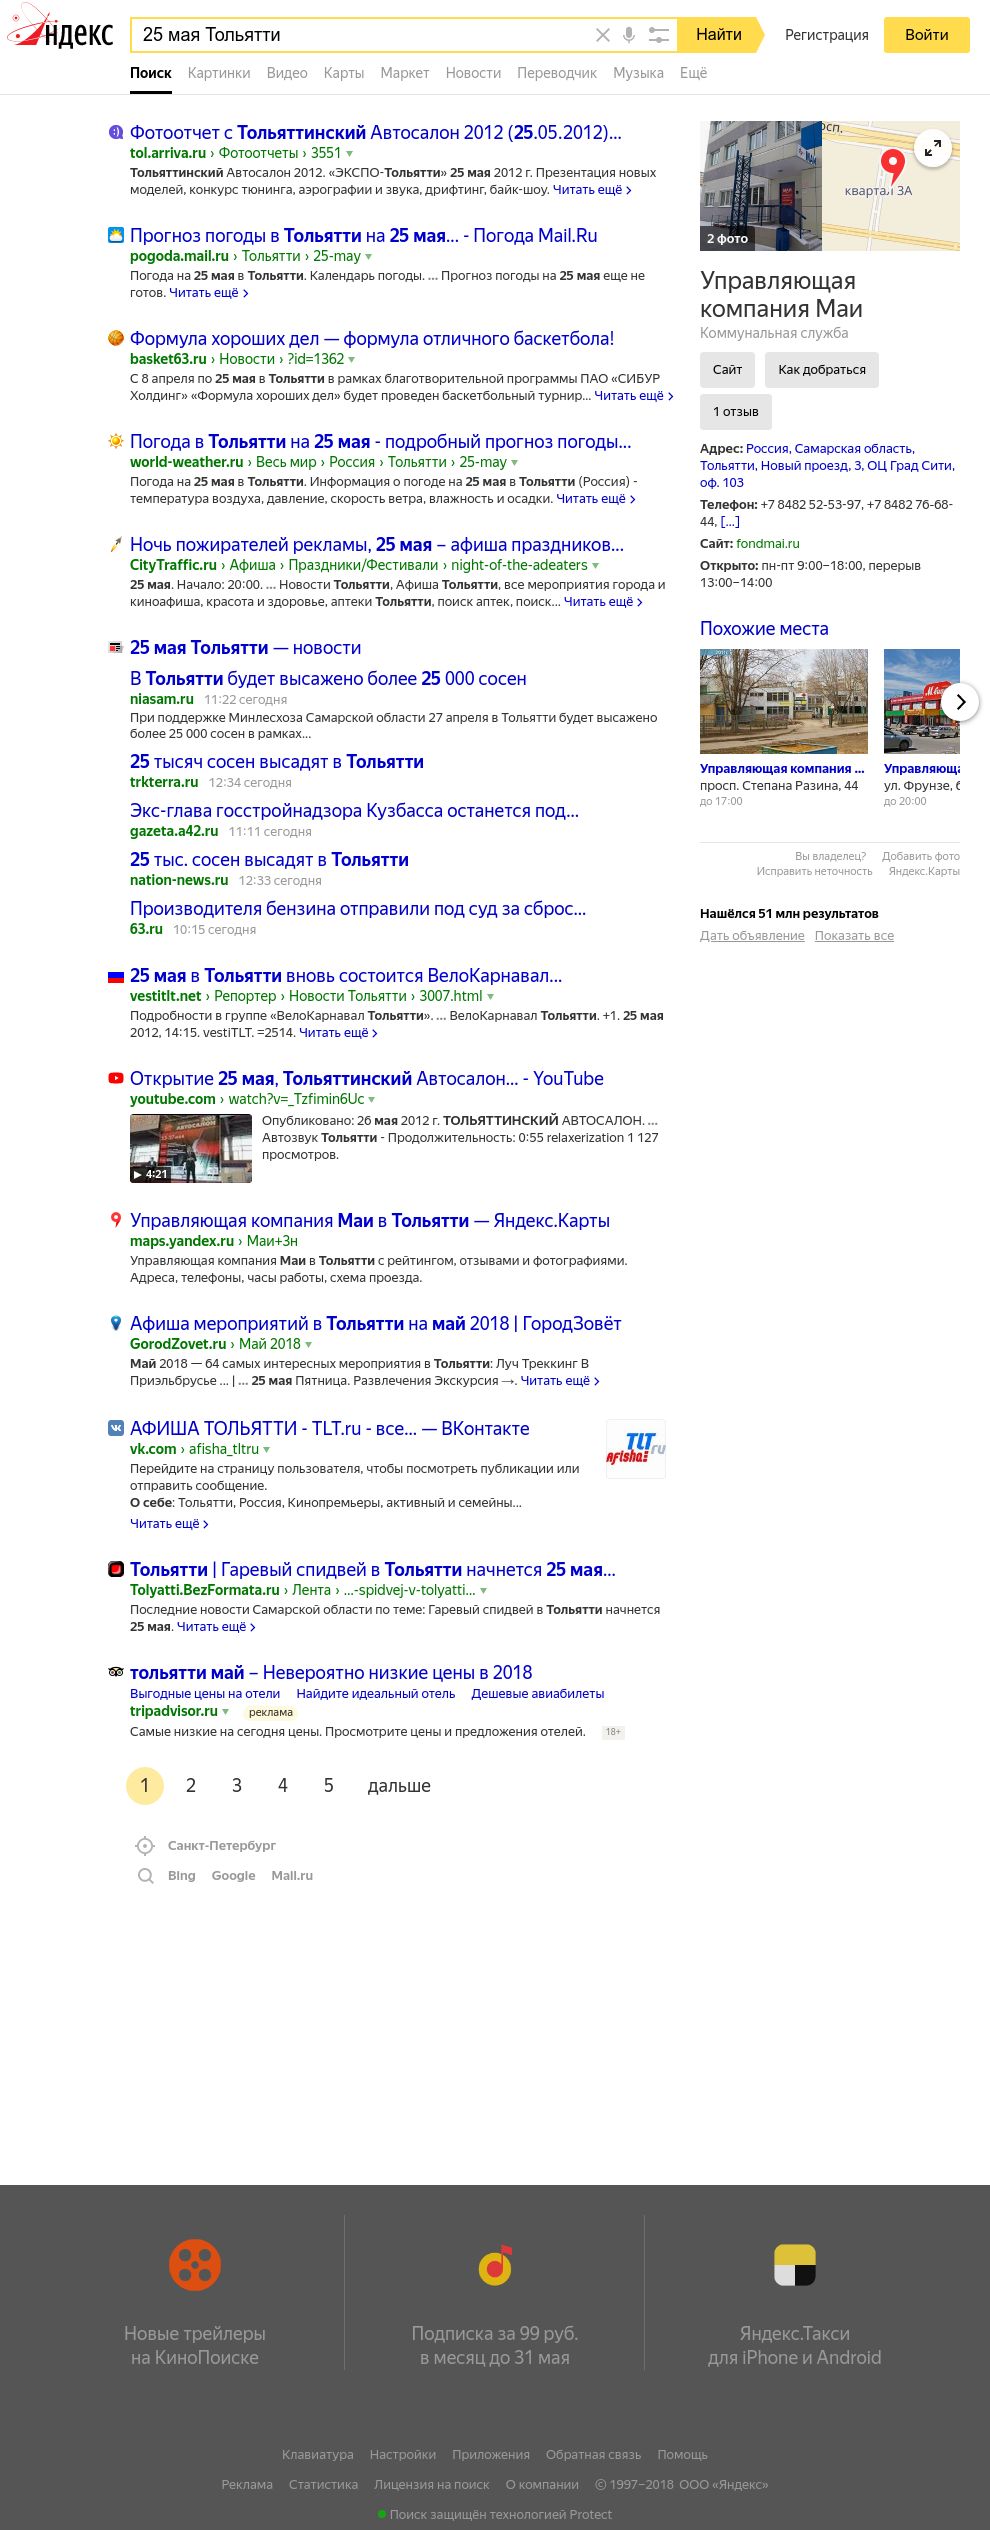 Яндекс
25 мая Тольятти
Найти
Регистрация
Войти
Поиск Картинки Видео Карты Маркет Новости Переводчик Музыка Ещё
Фотоотчет с Тольяттинский Автосалон 2012 (25.05.2012)...
tol.arriva.ru › Фотоотчеты › 3551
Тольяттинский Автосалон 2012. «ЭКСПО-Тольятти» 25 мая 2012 г. Презентация новых
моделей, конкурс тюнинга, аэрографии и звука, дрифтинг, байк-шоу. Читать ещё
Прогноз погоды в Тольятти на 25 мая... - Погода Mail.Ru
pogoda.mail.ru › Тольятти › 25-may
Погода на 25 мая в Тольятти. Календарь погоды. ... Прогноз погоды на 25 мая еще не
готов. Читать ещё
Формула хороших дел — формула отличного баскетбола!
basket63.ru › Новости › ?id=1362
С 8 апреля по 25 мая в Тольятти в рамках благотворительной программы ПАО «СИБУР
Холдинг» «Формула хороших дел» будет проведен баскетбольный турнир... Читать ещё
Погода в Тольятти на 25 мая - подробный прогноз погоды...
world-weather.ru › Весь мир › Россия › Тольятти › 25-may
Погода на 25 мая в Тольятти. Информация о погоде на 25 мая в Тольятти (Россия) -
температура воздуха, давление, скорость ветра, влажность и осадки. Читать ещё
Ночь пожирателей рекламы, 25 мая – афиша праздников...
CityTraffic.ru › Афиша › Праздники/Фестивали › night-of-the-adeaters
25 мая. Начало: 20:00. ... Новости Тольятти, Афиша Тольятти, все мероприятия города и
киноафиша, красота и здоровье, аптеки Тольятти, поиск аптек, поиск... Читать ещё
25 мая Тольятти — новости
В Тольятти будет высажено более 25 000 сосен
niasam.ru 11:22 сегодня
При поддержке Минлесхоза Самарской области 27 апреля в Тольятти будет высажено
более 25 000 сосен в рамках...
25 тысяч сосен высадят в Тольятти
trkterra.ru 12:34 сегодня
Экс-глава госстройнадзора Кузбасса останется под...
gazeta.a42.ru 11:11 сегодня
25 тыс. сосен высадят в Тольятти
nation-news.ru 12:33 сегодня
Производителя бензина отправили под суд за сброс...
63.ru 10:15 сегодня
25 мая в Тольятти вновь состоится ВелоКарнавал...
vestitlt.net › Репортер › Новости Тольятти › 3007.html
Подробности в группе «ВелоКарнавал Тольятти». ... ВелоКарнавал Тольятти. +1. 25 мая
2012, 14:15. vestiTLT. =2514. Читать ещё
Открытие 25 мая, Тольяттинский Автосалон... - YouTube
youtube.com › watch?v=_Tzfimin6Uc
АВТОСАЛОН
4:21
Опубликовано: 26 мая 2012 г. ТОЛЬЯТТИНСКИЙ АВТОСАЛОН. ...
Автозвук Тольятти - Продолжительность: 0:55 relaxerization 1 127
просмотров.
Управляющая компания Маи в Тольятти — Яндекс.Карты
maps.yandex.ru › Маи+3н
Управляющая компания Маи в Тольятти с рейтингом, отзывами и фотографиями.
Адреса, телефоны, часы работы, схема проезда.
Афиша мероприятий в Тольятти на май 2018 | ГородЗовёт
GorodZovet.ru › Май 2018
Май 2018 — 64 самых интересных мероприятия в Тольятти: Луч Треккинг В
Приэльбрусье ... | ... 25 мая Пятница. Развлечения Экскурсия →. Читать ещё
АФИША ТОЛЬЯТТИ - TLT.ru - все... — ВКонтакте
vk.com › afisha_tltru
Перейдите на страницу пользователя, чтобы посмотреть публикации или
отправить сообщение.
О себе: Тольятти, Россия, Кинопремьеры, активный и семейны...
Читать ещё
TLT
afisha
ru
Тольятти | Гаревый спидвей в Тольятти начнется 25 мая...
Tolyatti.BezFormata.ru › Лента › ...-spidvej-v-tolyatti...
Последние новости Самарской области по теме: Гаревый спидвей в Тольятти начнется
25 мая. Читать ещё
тольятти май – Невероятно низкие цены в 2018
Выгодные цены на отели Найдите идеальный отель Дешевые авиабилеты
tripadvisor.ru реклама
Самые низкие на сегодня цены. Просмотрите цены и предложения отелей. 18+
1 2 3 4 5 дальше
Санкт-Петербург
Bing Google Mail.ru
2 фото
росп.
квартал 3А
Управляющая
компания Маи
Коммунальная служба
Сайт
Как добраться
1 отзыв
Адрес: Россия, Самарская область,
Тольятти, Новый проезд, 3, ОЦ Град Сити,
оф. 103
Телефон: +7 8482 52-53-97, +7 8482 76-68-
44, [...]
Сайт: fondmai.ru
Открыто: пн-пт 9:00–18:00, перерыв
13:00–14:00
Похожие места
Управляющая компания ...
просп. Степана Разина, 44
до 17:00
Управляюща
ул. Фрунзе, 6
до 20:00
Вы владелец? Добавить фото
Исправить неточность Яндекс.Карты
Нашёлся 51 млн результатов
Дать объявление Показать все
Новые трейлеры
на КиноПоиске
Подписка за 99 руб.
в месяц до 31 мая
Яндекс.Такси
для iPhone и Android
Клавиатура Настройки Приложения Обратная связь Помощь
Реклама Статистика Лицензия на поиск О компании © 1997–2018 ООО «Яндекс»
Поиск защищён технологией Protect